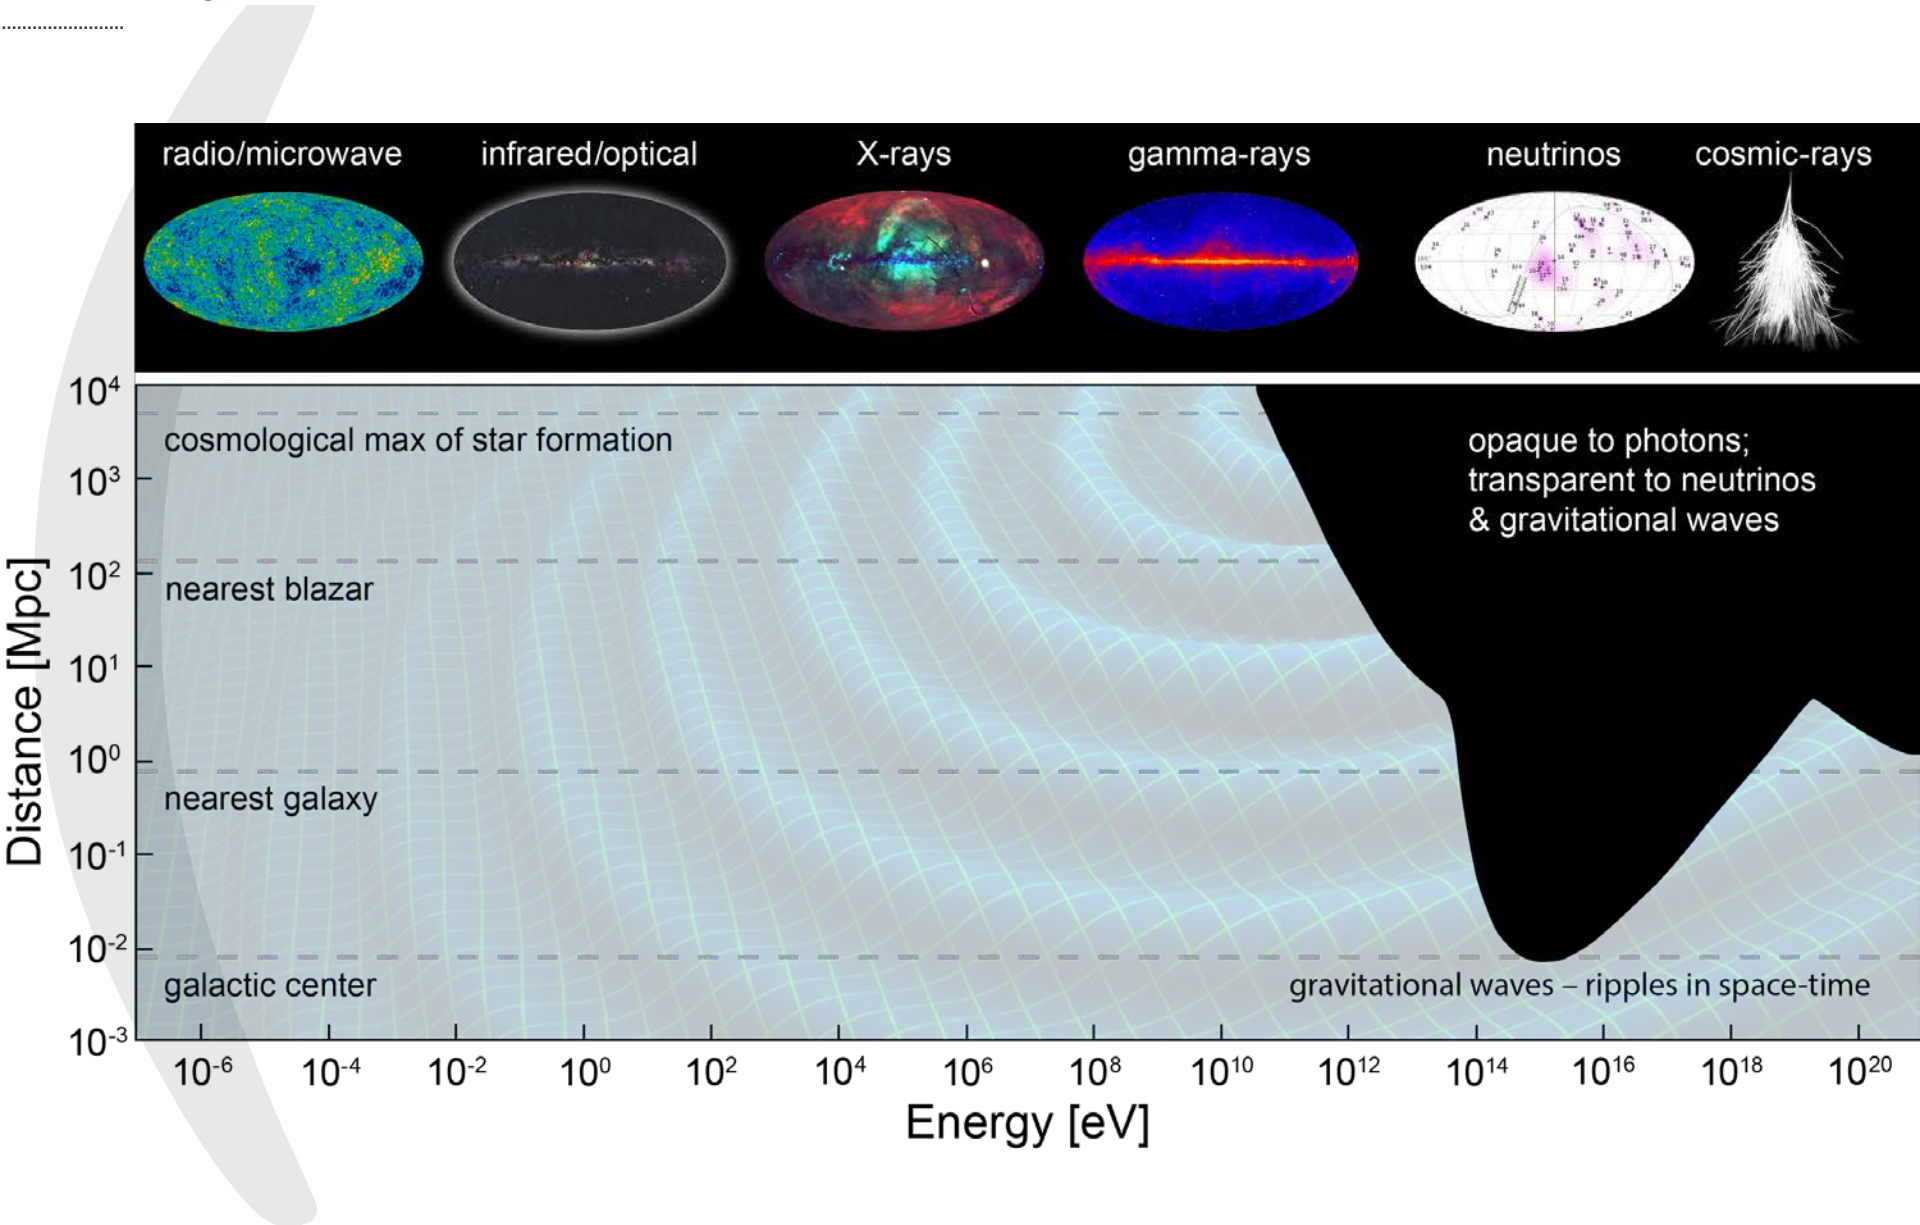 radio/microwave
infrared/optical
X-rays
gamma-rays
neutrinos
cosmic-rays
10⁴
cosmological max of star formation
opaque to photons;
transparent to neutrinos
& gravitational waves
10³
10²
nearest blazar
10¹
10⁰
nearest galaxy
10⁻¹
10⁻²
galactic center
gravitational waves – ripples in space-time
10⁻³
Distance [Mpc]
10⁻⁶ 10⁻⁴ 10⁻² 10⁰ 10² 10⁴ 10⁶ 10⁸ 10¹⁰ 10¹² 10¹⁴ 10¹⁶ 10¹⁸ 10²⁰
Energy [eV]